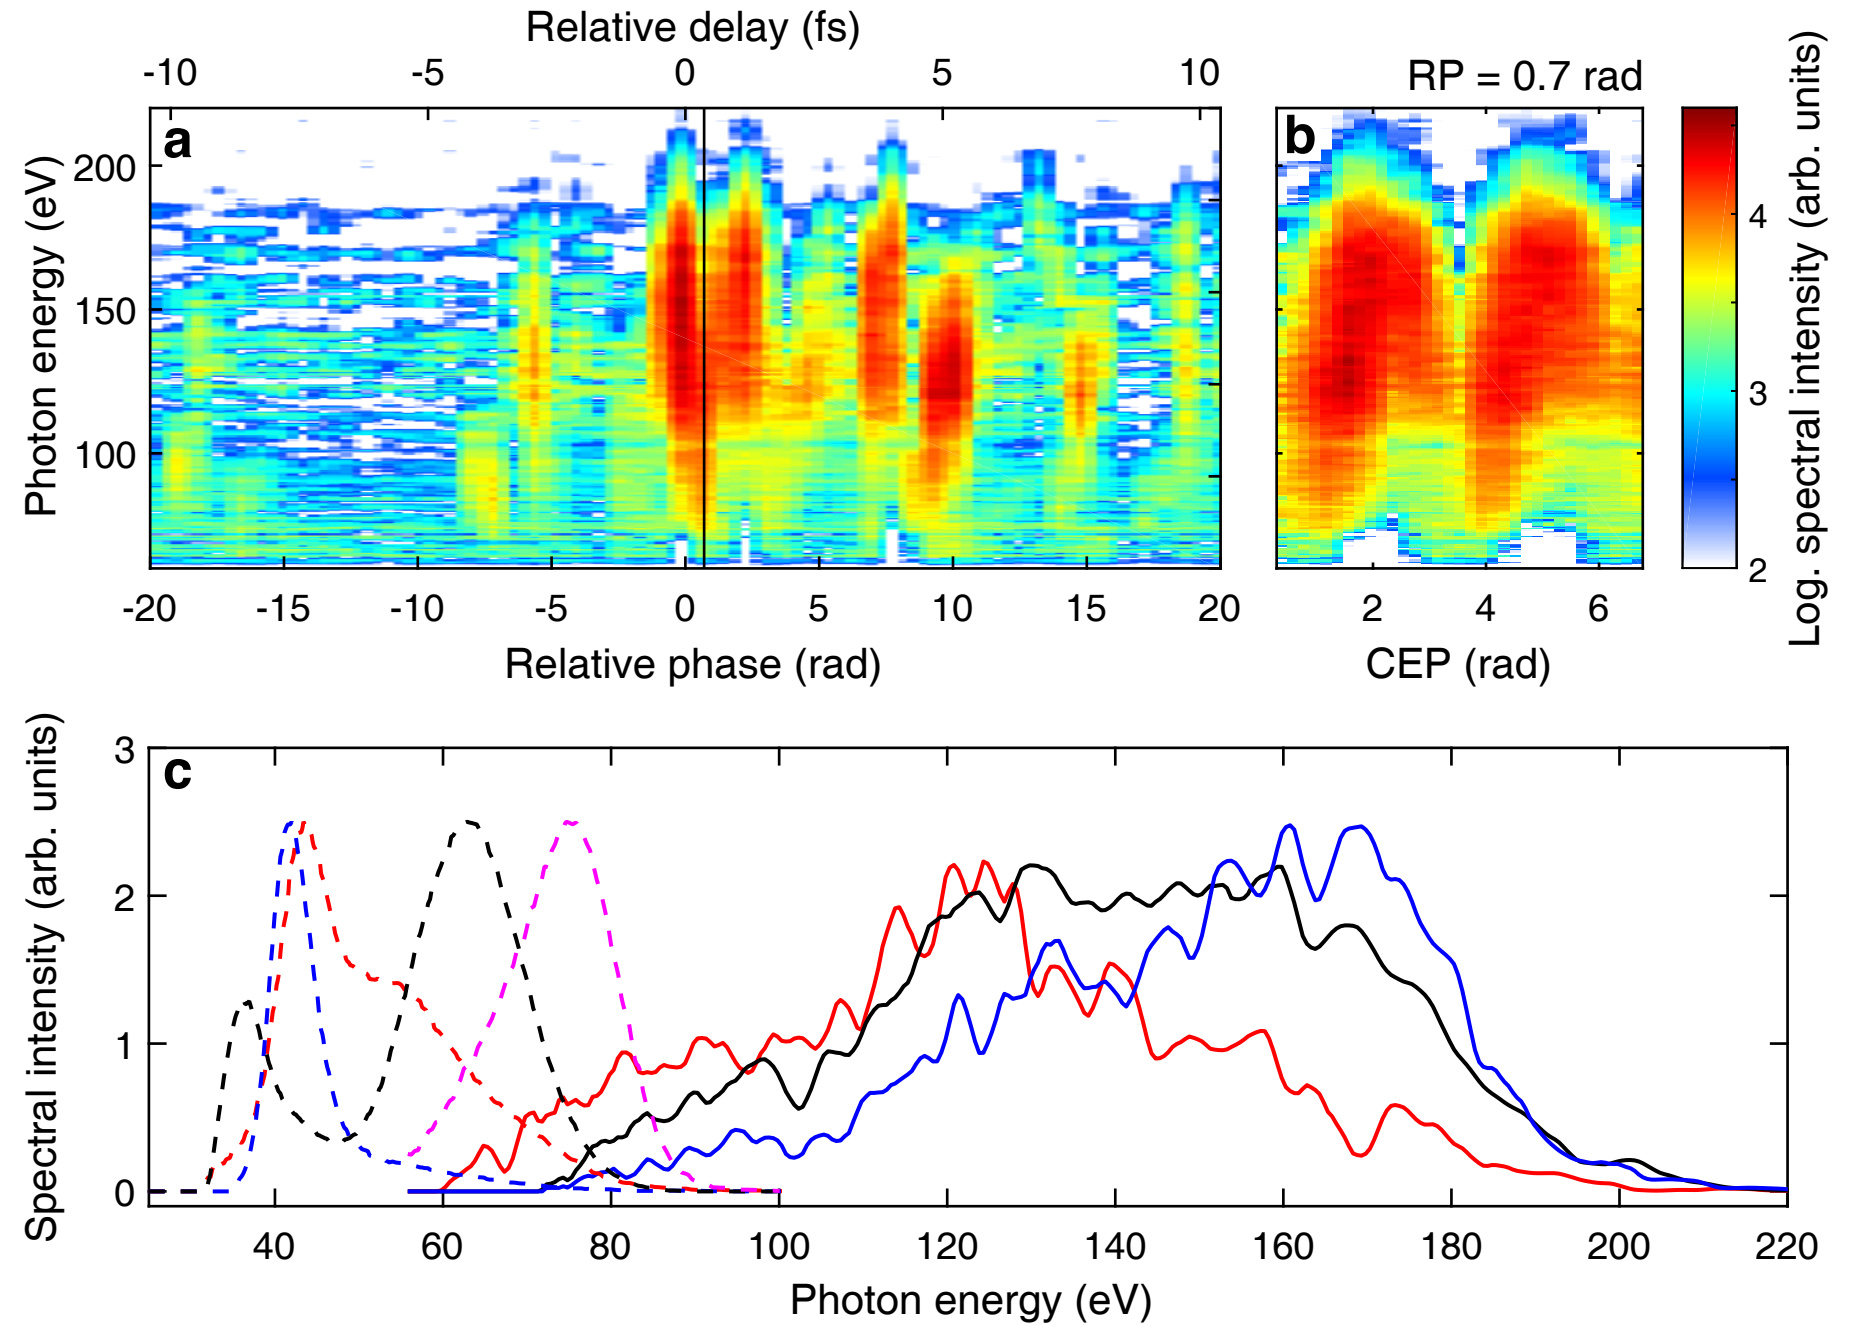 Relative delay (fs)
-10 -5 0 5 10
RP = 0.7 rad
a
b
Photon energy (eV)
200
150
100
-20 -15 -10 -5 0 5 10 15 20
Relative phase (rad)
2 4 6
CEP (rad)
4
3
2
Log. spectral intensity (arb. units)
c
Spectral intensity (arb. units)
3
2
1
0
40 60 80 100 120 140 160 180 200 220
Photon energy (eV)